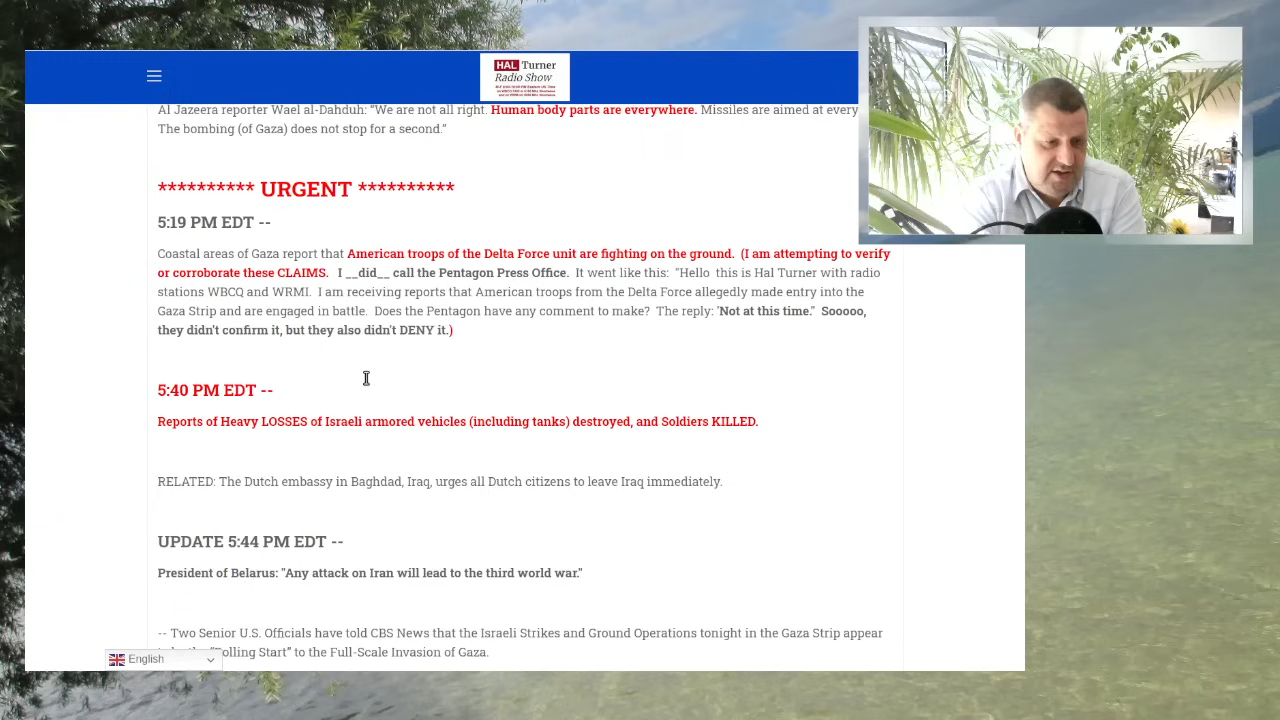 HAL Turner
Radio Show
Al Jazeera reporter Wael al-Dahduh: “We are not all right. Human body parts are everywhere. Missiles are aimed at every
The bombing (of Gaza) does not stop for a second.”
********** URGENT **********
5:19 PM EDT --
Coastal areas of Gaza report that American troops of the Delta Force unit are fighting on the ground. (I am attempting to verify
or corroborate these CLAIMS. I __did__ call the Pentagon Press Office. It went like this: "Hello this is Hal Turner with radio
stations WBCQ and WRMI. I am receiving reports that American troops from the Delta Force allegedly made entry into the
Gaza Strip and are engaged in battle. Does the Pentagon have any comment to make? The reply: 'Not at this time." Sooooo,
they didn't confirm it, but they also didn't DENY it.)
5:40 PM EDT --
Reports of Heavy LOSSES of Israeli armored vehicles (including tanks) destroyed, and Soldiers KILLED.
RELATED: The Dutch embassy in Baghdad, Iraq, urges all Dutch citizens to leave Iraq immediately.
UPDATE 5:44 PM EDT --
President of Belarus: "Any attack on Iran will lead to the third world war."
-- Two Senior U.S. Officials have told CBS News that the Israeli Strikes and Ground Operations tonight in the Gaza Strip appear
“Rolling Start” to the Full-Scale Invasion of Gaza.
English